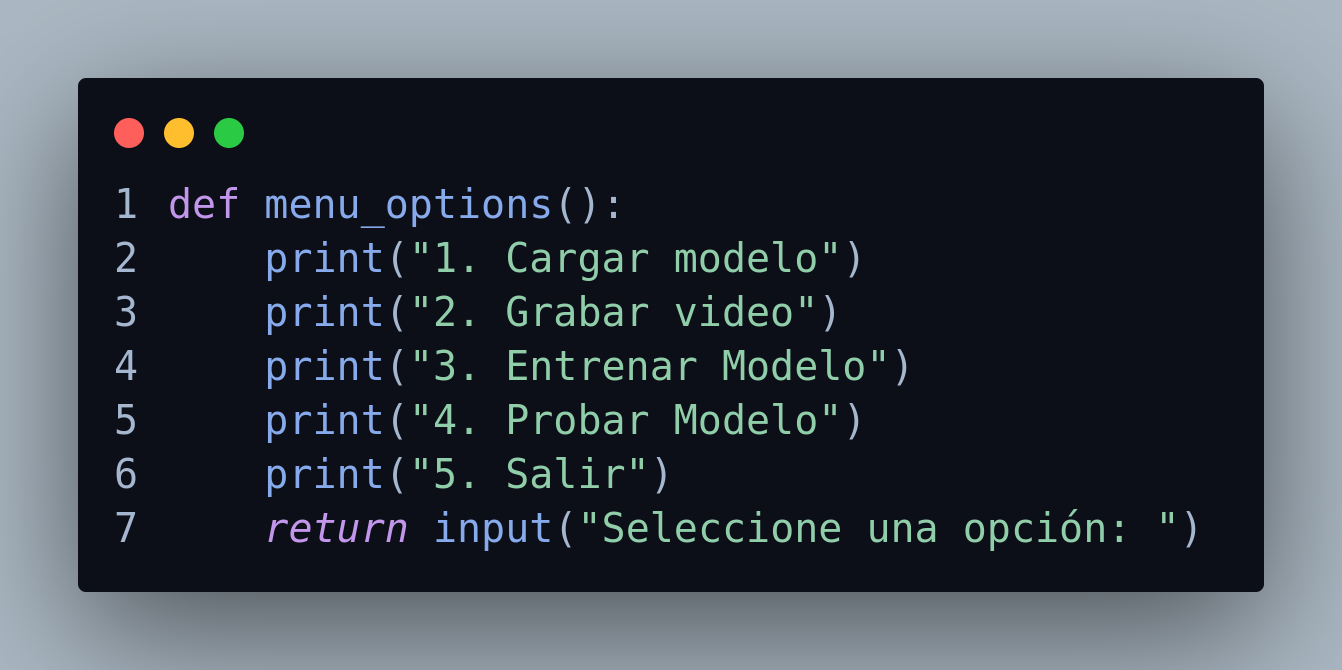 1 def menu_options():
2     print("1. Cargar modelo")
3     print("2. Grabar video")
4     print("3. Entrenar Modelo")
5     print("4. Probar Modelo")
6     print("5. Salir")
7     return input("Seleccione una opción: ")